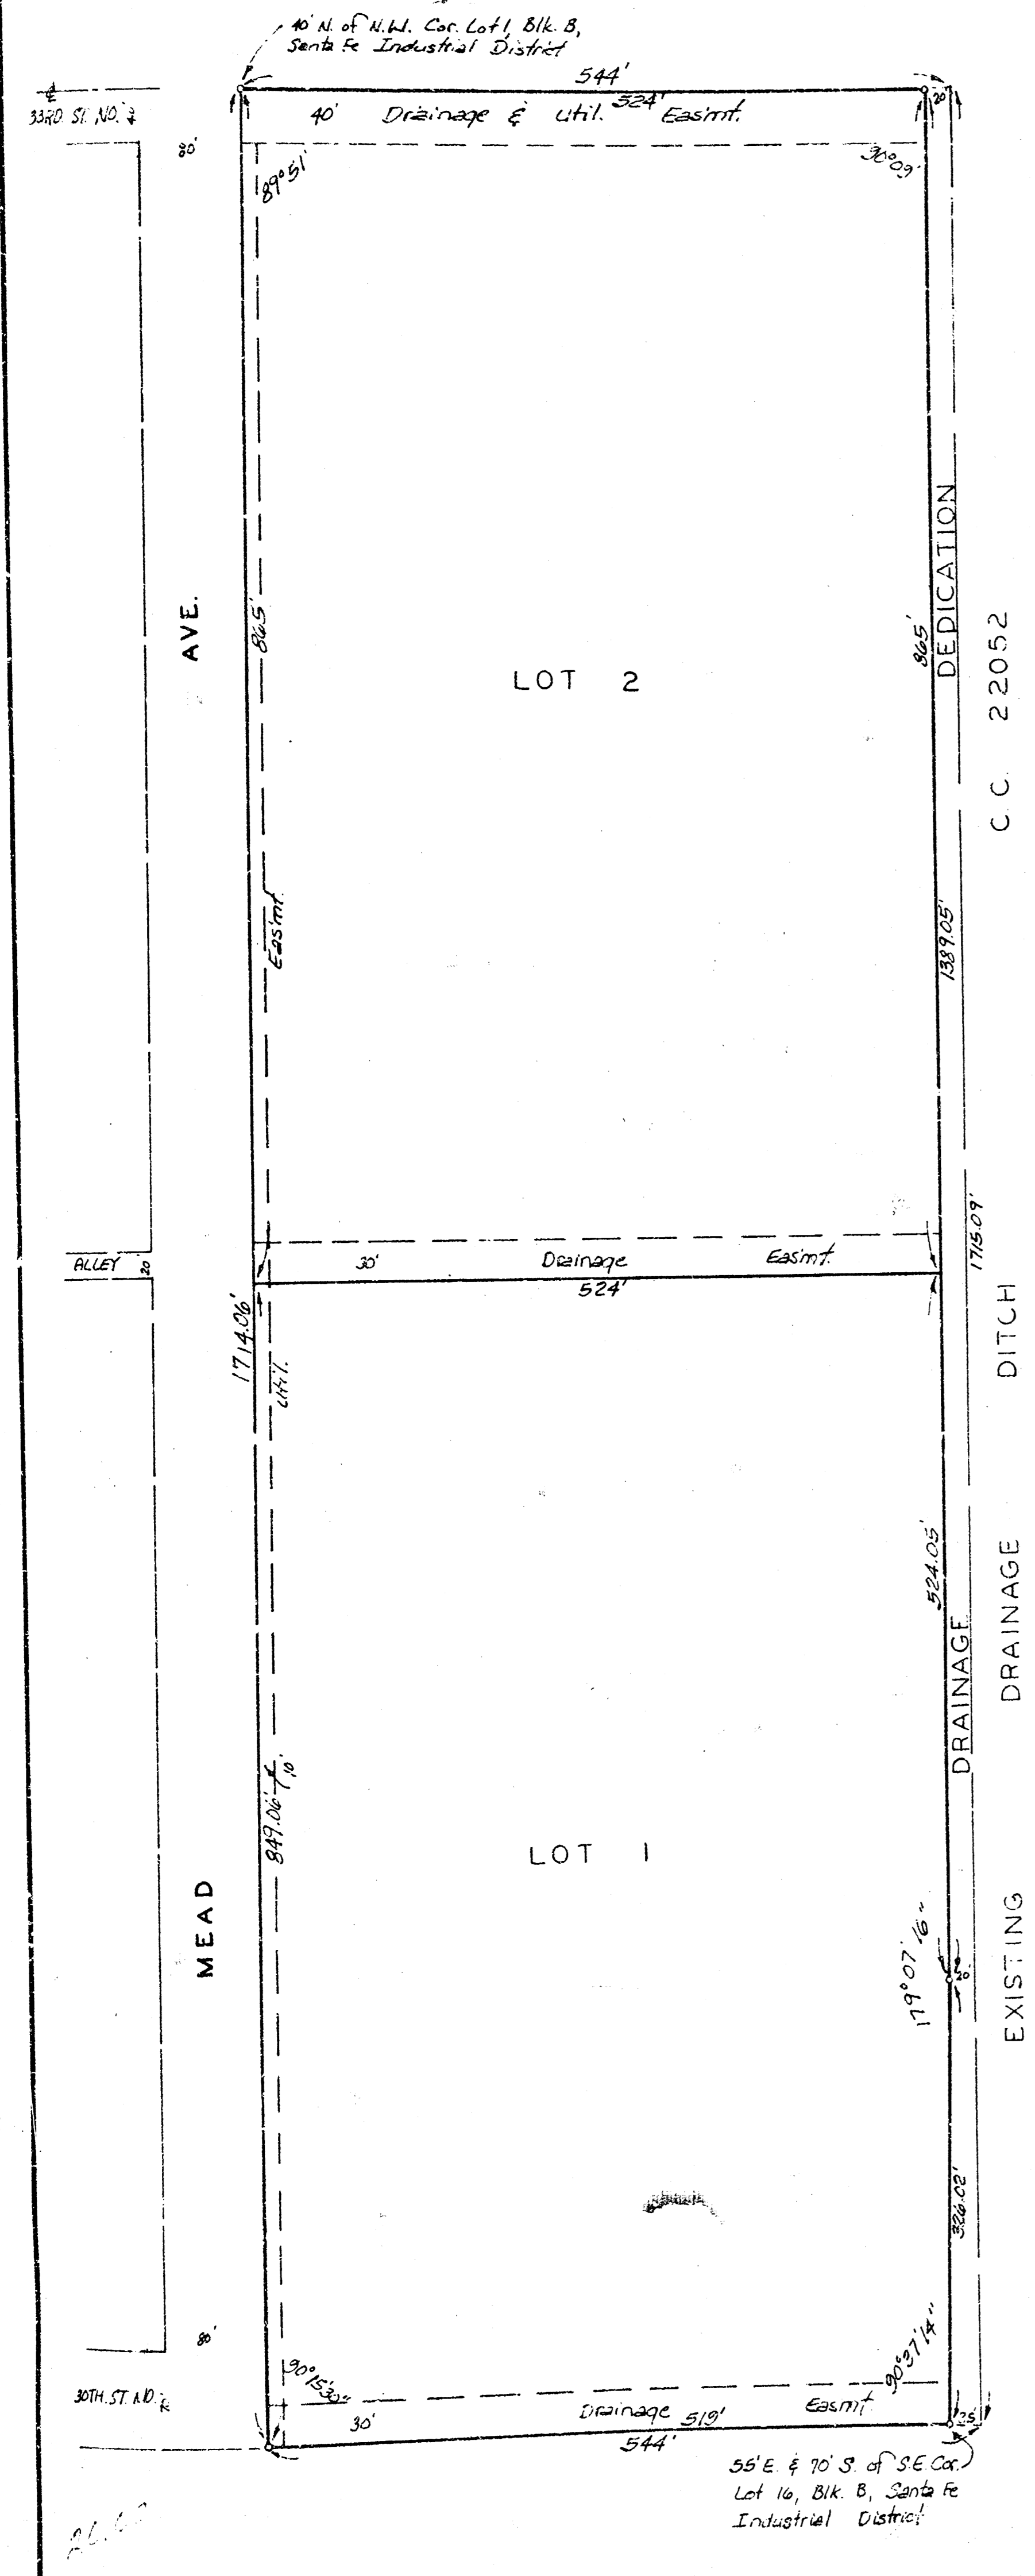 40' N. of N.W. Cor. Lot 1, Blk. B,
Santa Fe Industrial District
544'
33RD. ST. NO.
40' Drainage & Util. 524' Easmt.
20'
80'
89°51'
90°09'
DEDICATION
AVE.
865'
865'
LOT 2
C. C. 22052
Easmt.
1389.05'
ALLEY 20'
30' Drainage Easmt.
524'
1715.09'
1714.06'
Util.
DITCH
524.05'
DRAINAGE
DRAINAGE
849.06'
10'
LOT 1
MEAD
179°07'16"
20'
EXISTING
326.02'
80'
90°15'30"
90°37'14"
30TH. ST. NO.
30' Drainage 519' Easmt.
25'
544'
55' E. & 70' S. of S.E. Cor.
Lot 16, Blk. B, Santa Fe
Industrial District